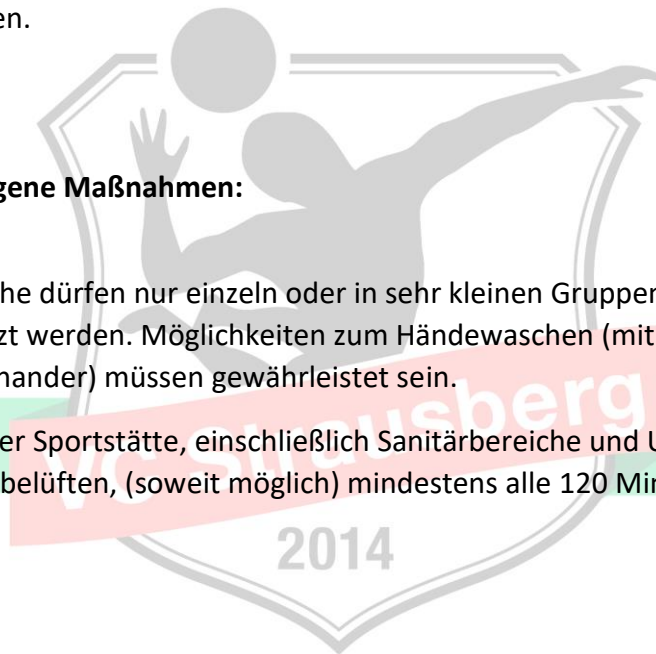 en.
gene Maßnahmen:
he dürfen nur einzeln oder in sehr kleinen Gruppen
zt werden. Möglichkeiten zum Händewaschen (mit
nander) müssen gewährleistet sein.
er Sportstätte, einschließlich Sanitärbereiche und U
belüften, (soweit möglich) mindestens alle 120 Min
VC Strausberg
2014